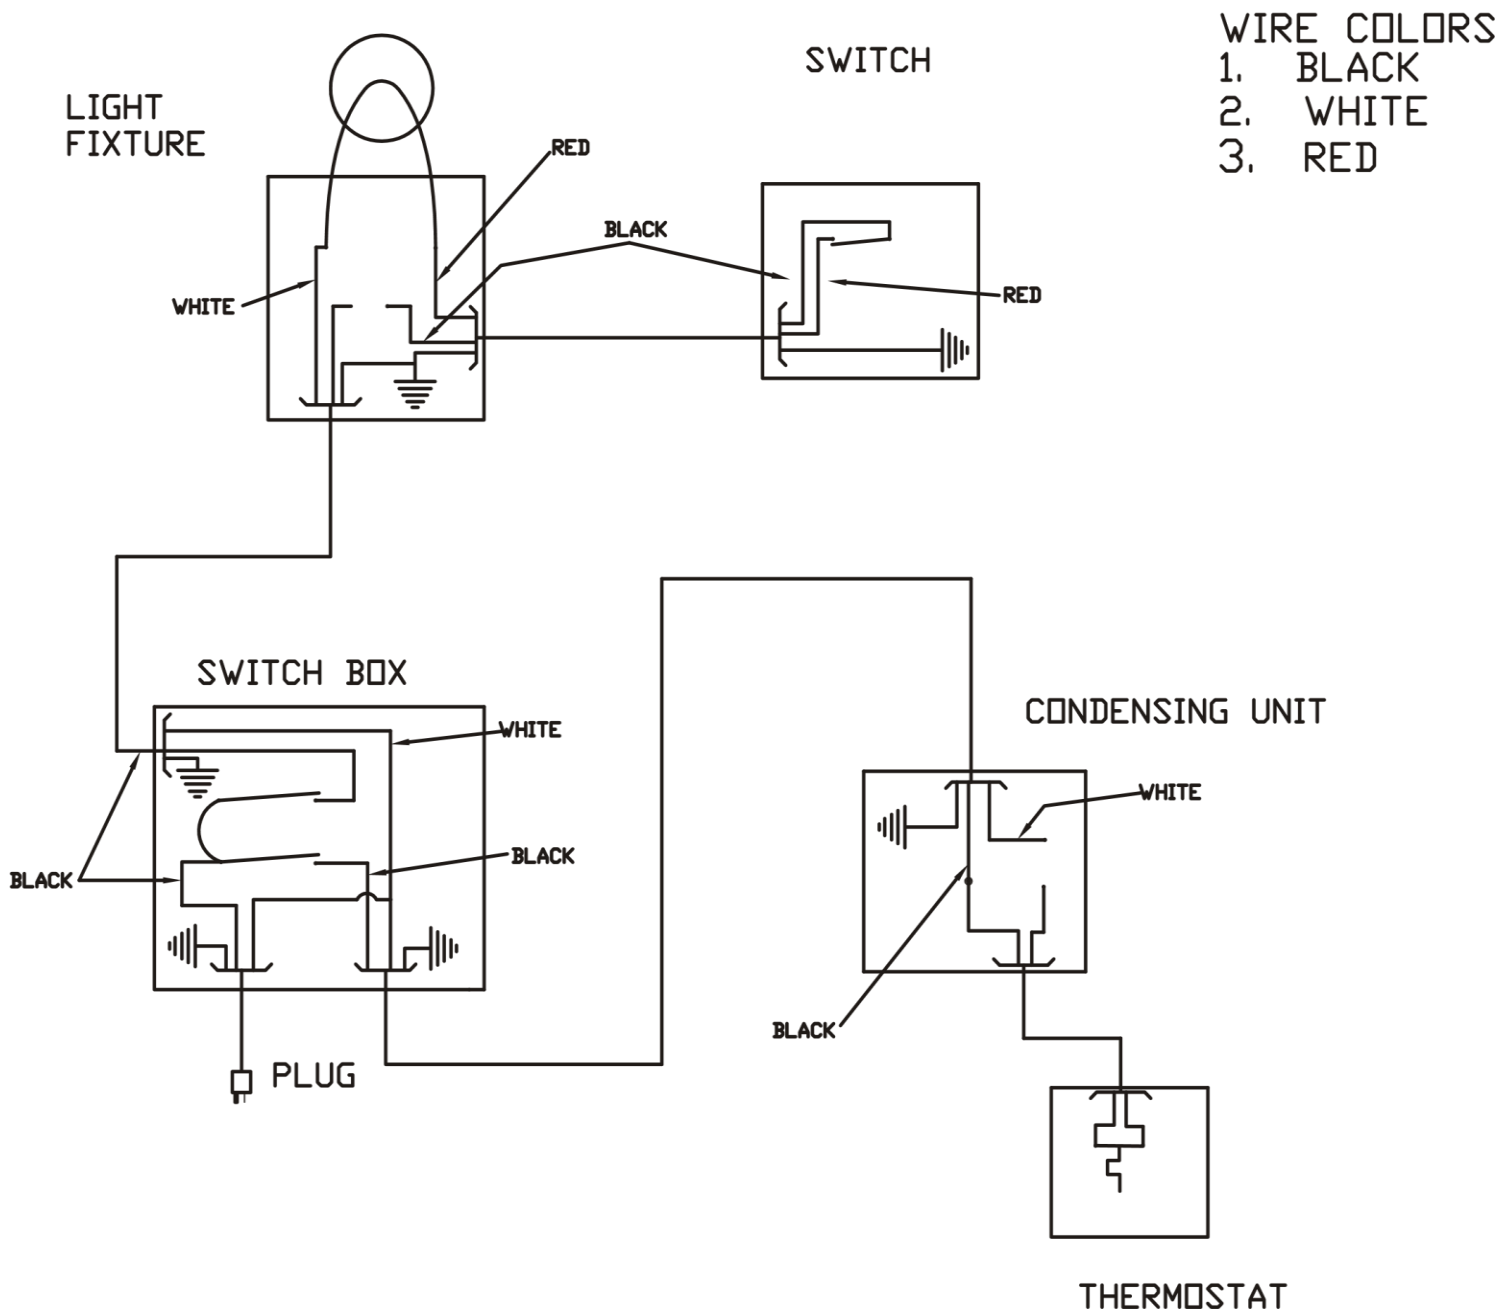 WIRE COLORS
1. BLACK
2. WHITE
3. RED
SWITCH
LIGHT
FIXTURE
RED
BLACK
WHITE
RED
SWITCH BOX
WHITE
CONDENSING UNIT
WHITE
BLACK
BLACK
BLACK
PLUG
THERMOSTAT